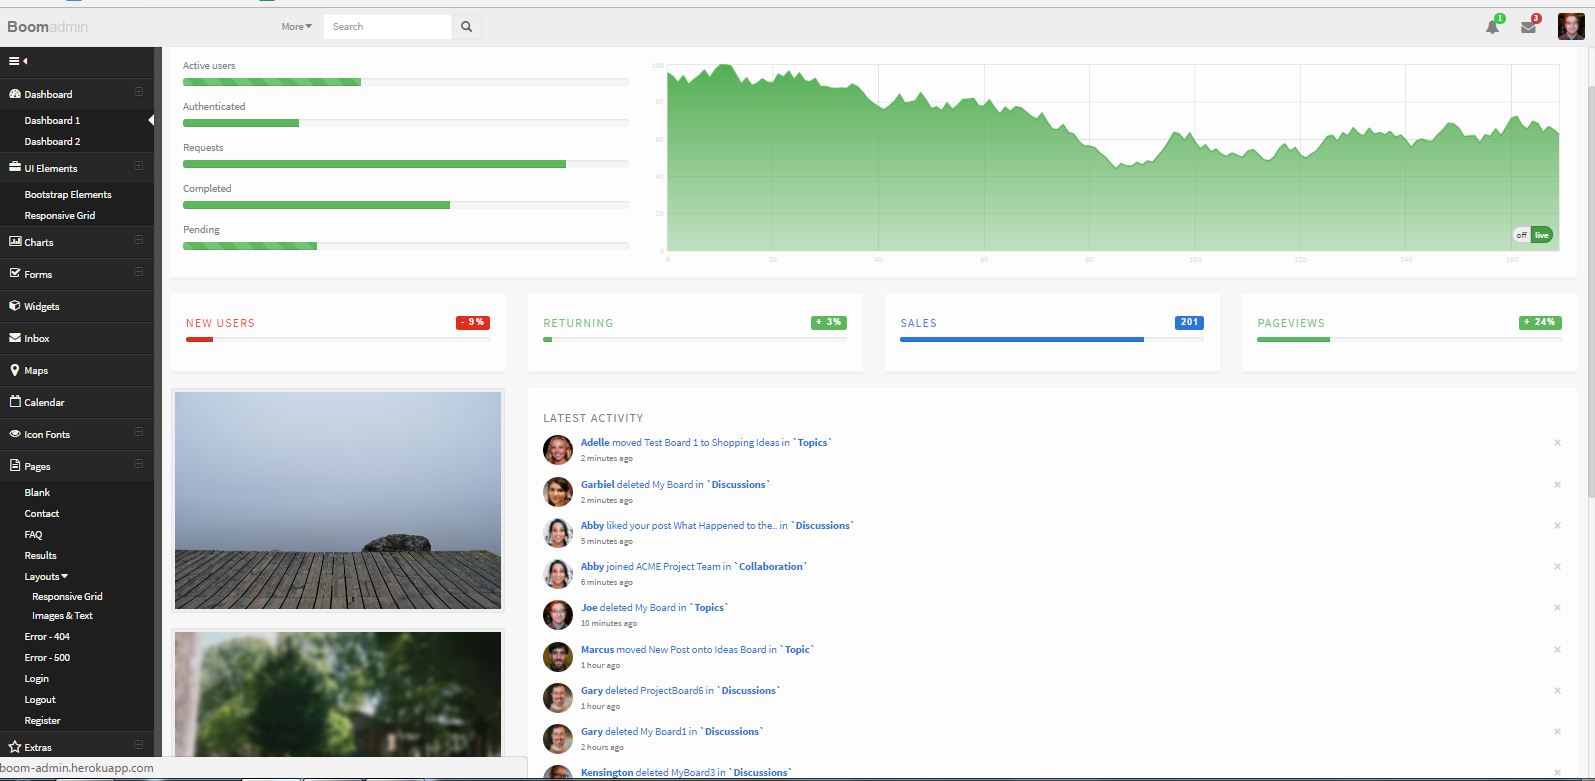 Boomadmin
More
Search
1
3
Dashboard
Dashboard 1
Dashboard 2
UI Elements
Bootstrap Elements
Responsive Grid
Charts
Forms
Widgets
Inbox
Maps
Calendar
Icon Fonts
Pages
Blank
Contact
FAQ
Results
Layouts
Responsive Grid
Images & Text
Error - 404
Error - 500
Login
Logout
Register
Extras
boom-admin.herokuapp.com
Active users
Authenticated
Requests
Completed
Pending
100
80
60
40
20
0
0 20 40 60 80 100 120 140 160
off live
NEW USERS - 9%
RETURNING + 3%
SALES 201
PAGEVIEWS + 24%
LATEST ACTIVITY
Adelle moved Test Board 1 to Shopping Ideas in `Topics`
2 minutes ago
Garbiel deleted My Board in `Discussions`
2 minutes ago
Abby liked your post What Happened to the.. in `Discussions`
5 minutes ago
Abby joined ACME Project Team in `Collaboration`
6 minutes ago
Joe deleted My Board in `Topics`
10 minutes ago
Marcus moved New Post onto Ideas Board in `Topic`
1 hour ago
Gary deleted ProjectBoard6 in `Discussions`
1 hour ago
Gary deleted My Board1 in `Discussions`
2 hours ago
Kensington deleted MyBoard3 in `Discussions`